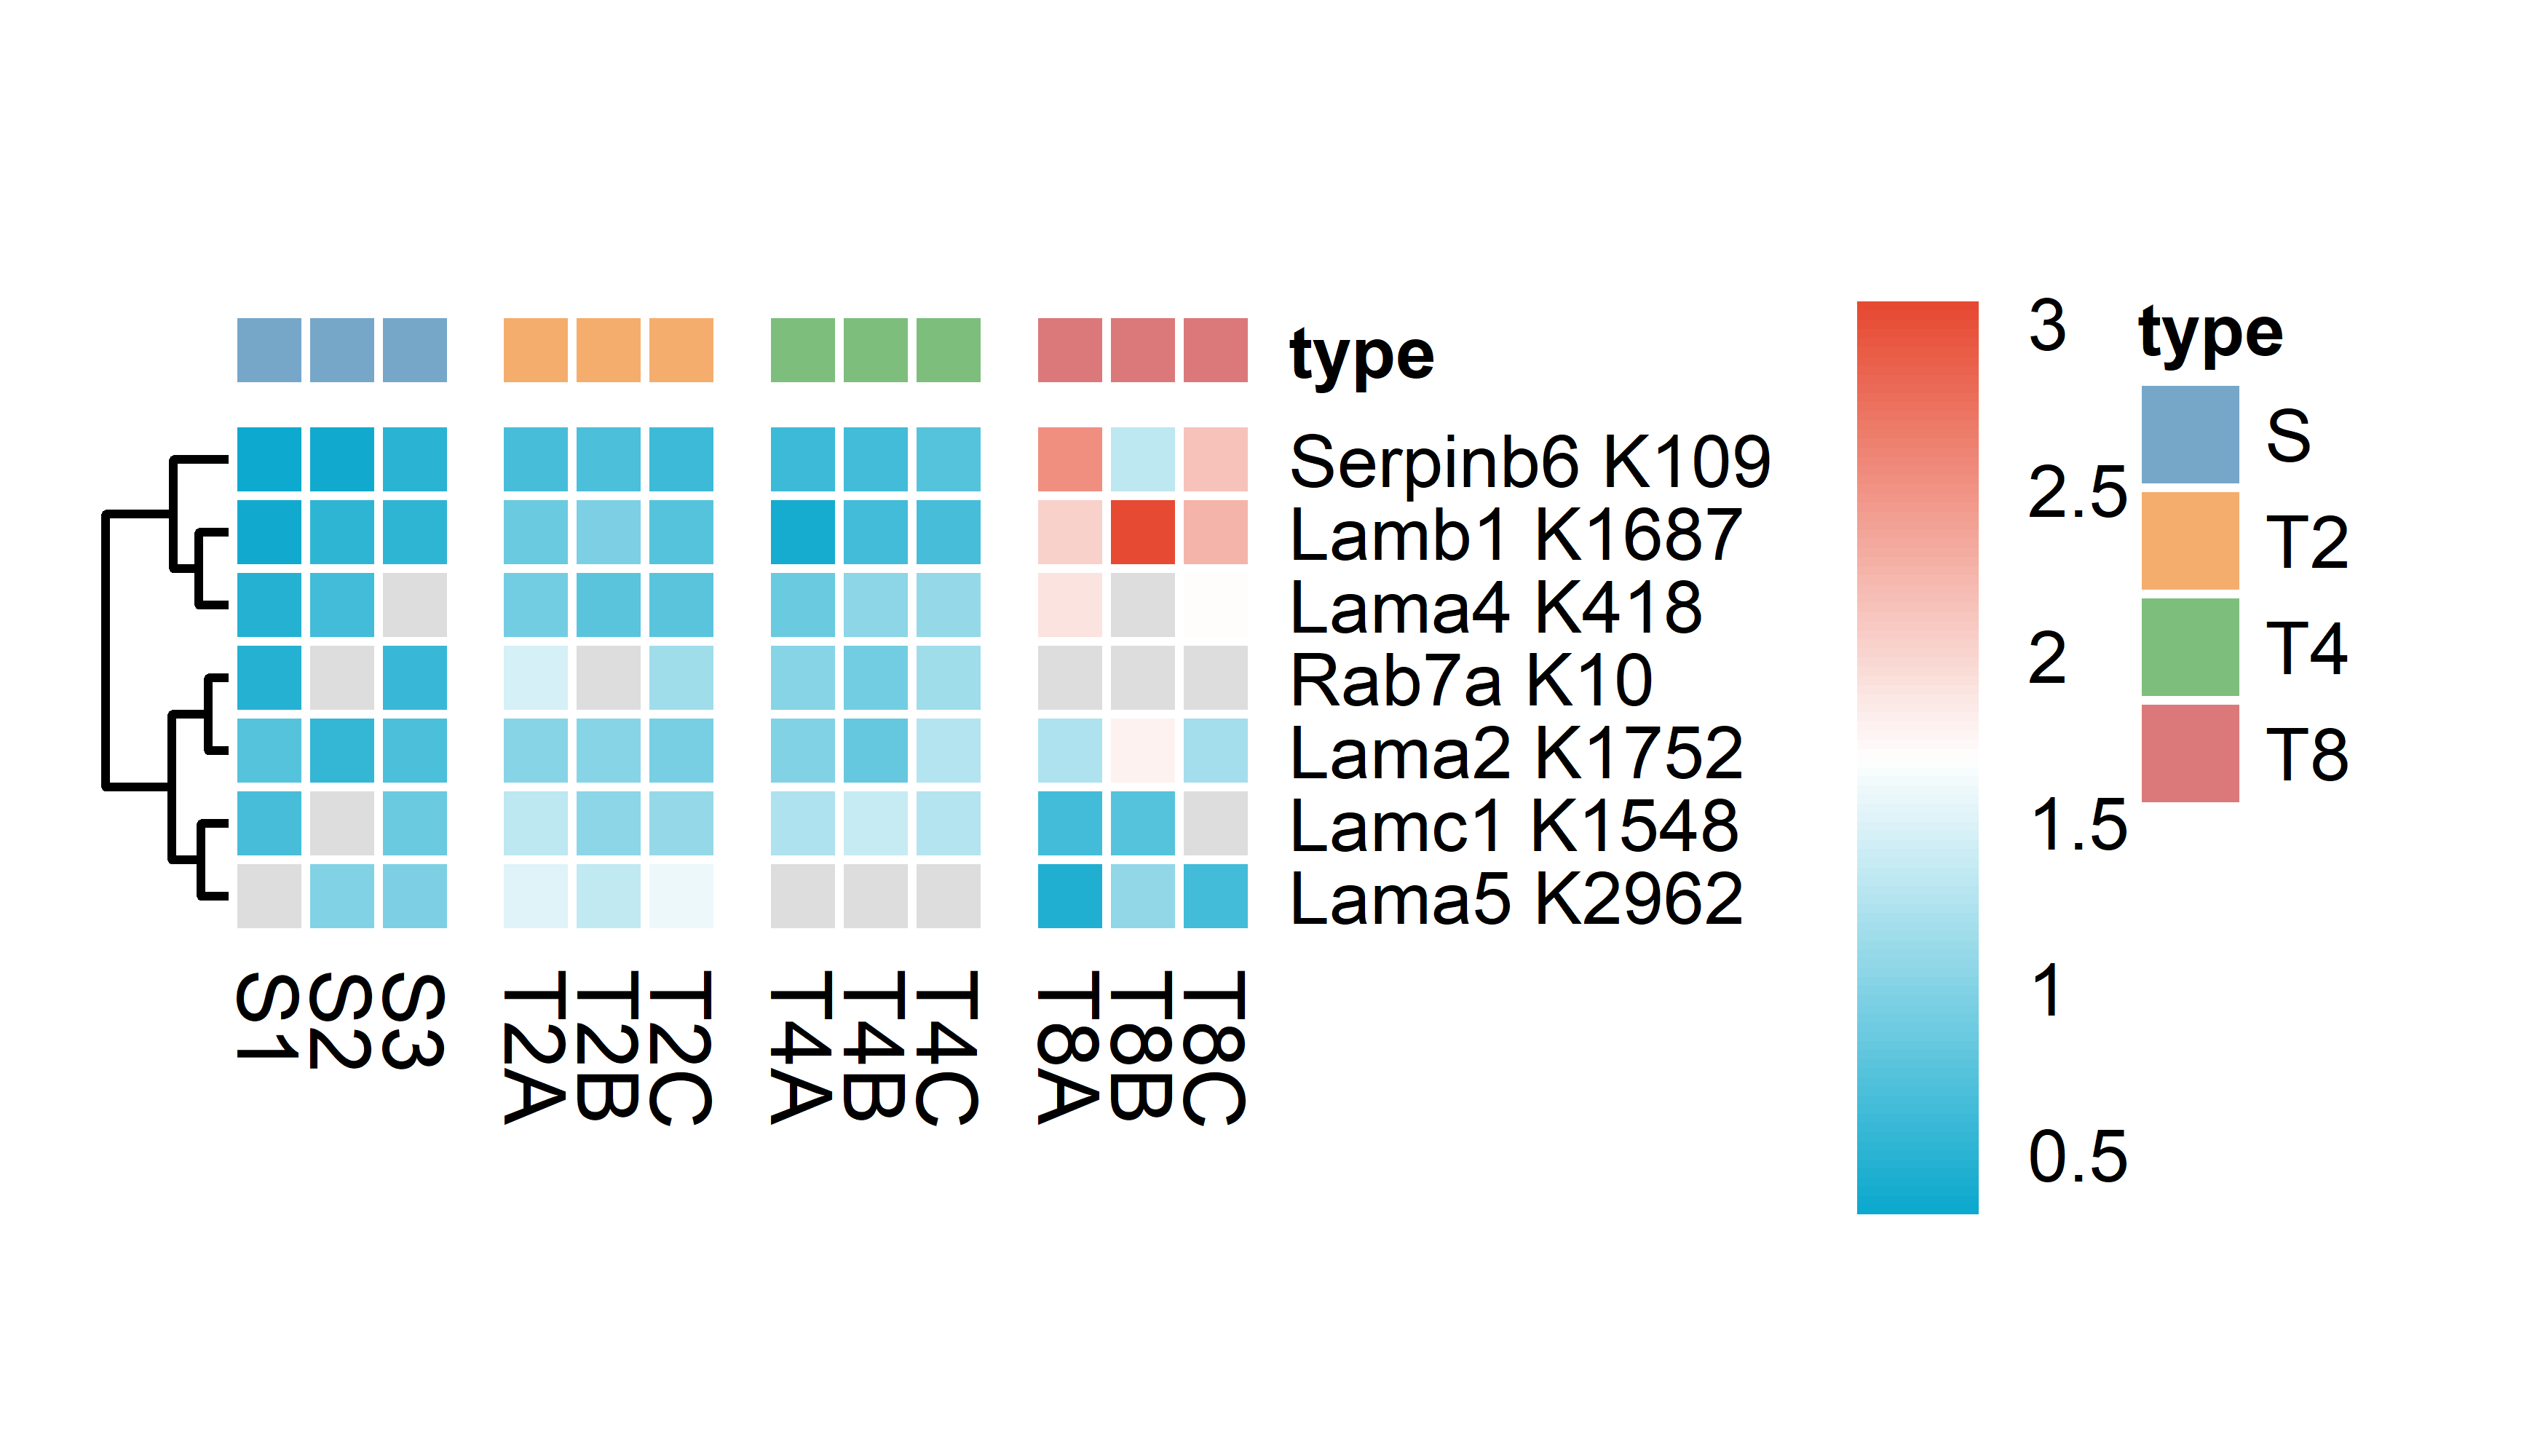 type
Serpinb6 K109
Lamb1 K1687
Lama4 K418
Rab7a K10
Lama2 K1752
Lamc1 K1548
Lama5 K2962
S1
S2
S3
T2A
T2B
T2C
T4A
T4B
T4C
T8A
T8B
T8C
3
2.5
2
1.5
1
0.5
type
S
T2
T4
T8